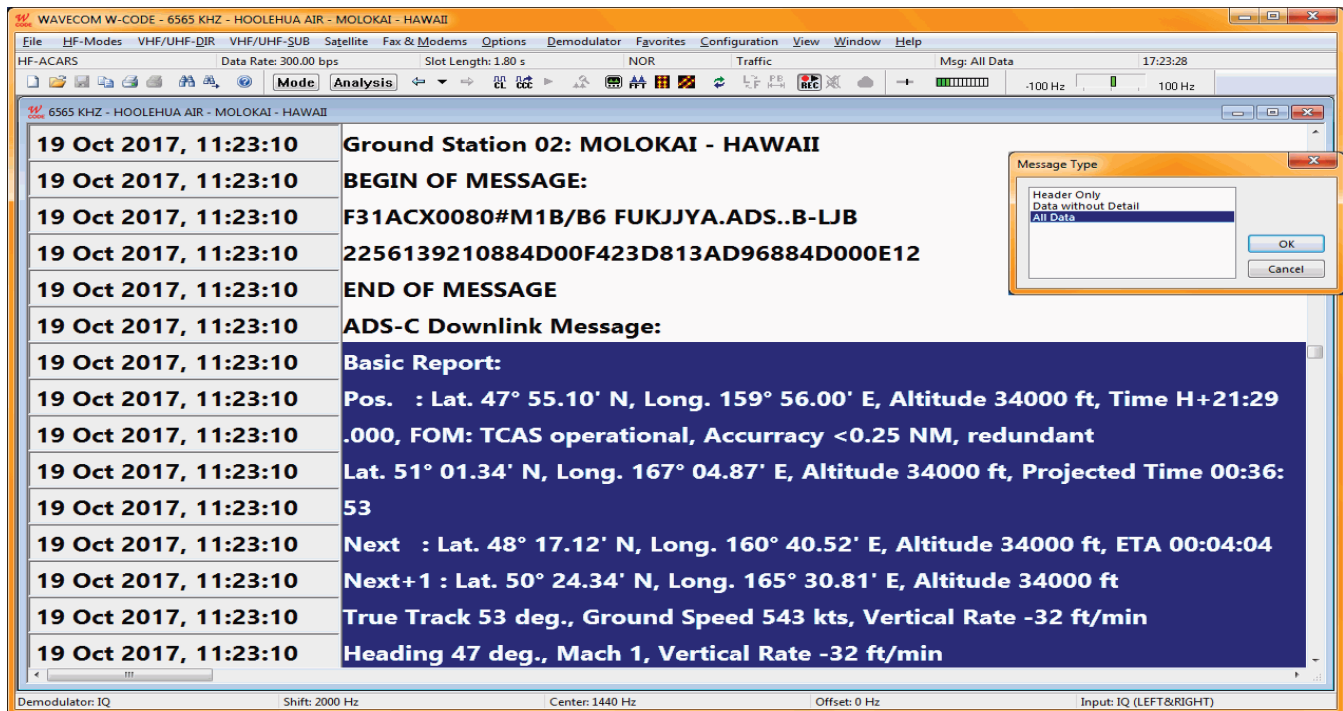 WAVECOM W-CODE - 6565 KHZ - HOOLEHUA AIR - MOLOKAI - HAWAII
File HF-Modes VHF/UHF-DIR VHF/UHF-SUB Satellite Fax & Modems Options Demodulator Favorites Configuration View Window Help
HF-ACARS Data Rate: 300.00 bps Slot Length: 1.80 s NOR Traffic Msg: All Data 17:23:28
Mode Analysis CL REC -100 Hz 100 Hz
6565 KHZ - HOOLEHUA AIR - MOLOKAI - HAWAII
19 Oct 2017, 11:23:10 Ground Station 02: MOLOKAI - HAWAII
19 Oct 2017, 11:23:10 BEGIN OF MESSAGE:
19 Oct 2017, 11:23:10 F31ACX0080#M1B/B6 FUKJJYA.ADS..B-LJB
19 Oct 2017, 11:23:10 2256139210884D00F423D813AD96884D000E12
19 Oct 2017, 11:23:10 END OF MESSAGE
19 Oct 2017, 11:23:10 ADS-C Downlink Message:
19 Oct 2017, 11:23:10 Basic Report:
19 Oct 2017, 11:23:10 Pos. : Lat. 47° 55.10' N, Long. 159° 56.00' E, Altitude 34000 ft, Time H+21:29
19 Oct 2017, 11:23:10 .000, FOM: TCAS operational, Accurracy <0.25 NM, redundant
19 Oct 2017, 11:23:10 Lat. 51° 01.34' N, Long. 167° 04.87' E, Altitude 34000 ft, Projected Time 00:36:
19 Oct 2017, 11:23:10 53
19 Oct 2017, 11:23:10 Next : Lat. 48° 17.12' N, Long. 160° 40.52' E, Altitude 34000 ft, ETA 00:04:04
19 Oct 2017, 11:23:10 Next+1 : Lat. 50° 24.34' N, Long. 165° 30.81' E, Altitude 34000 ft
19 Oct 2017, 11:23:10 True Track 53 deg., Ground Speed 543 kts, Vertical Rate -32 ft/min
19 Oct 2017, 11:23:10 Heading 47 deg., Mach 1, Vertical Rate -32 ft/min
Message Type
Header Only
Data without Detail
All Data
OK
Cancel
Demodulator: IQ Shift: 2000 Hz Center: 1440 Hz Offset: 0 Hz Input: IQ (LEFT&RIGHT)